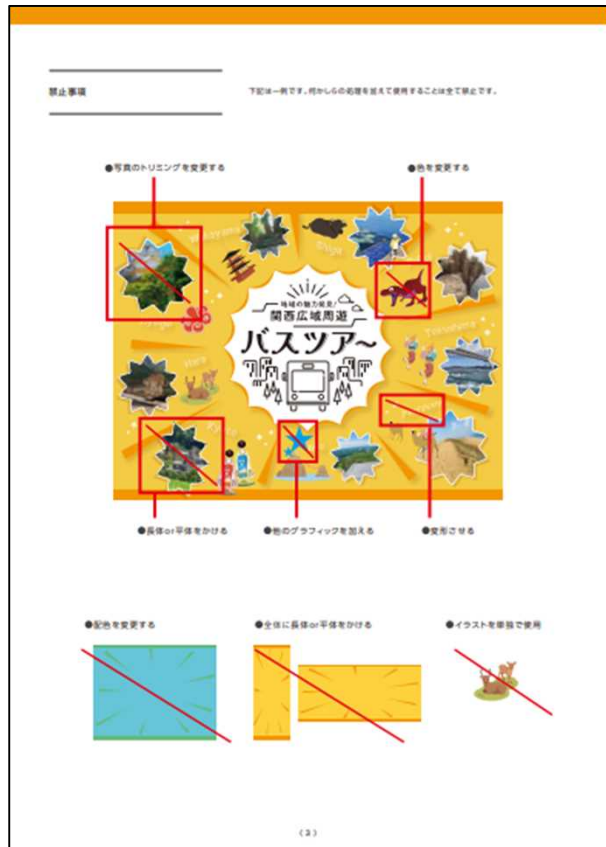 禁止事項
下記は一例です。何かしらの処理を加えて使用することは全て禁止です。
●写真のトリミングを変更する
●色を変更する
Wakayama
Shiga
地域の魅力発見!
関西広域周遊
バスツアー
Tokushima
Nara
●長体or平体をかける
●他のグラフィックを加える
●変形させる
●配色を変更する
●全体に長体or平体をかける
●イラストを単独で使用
(3)